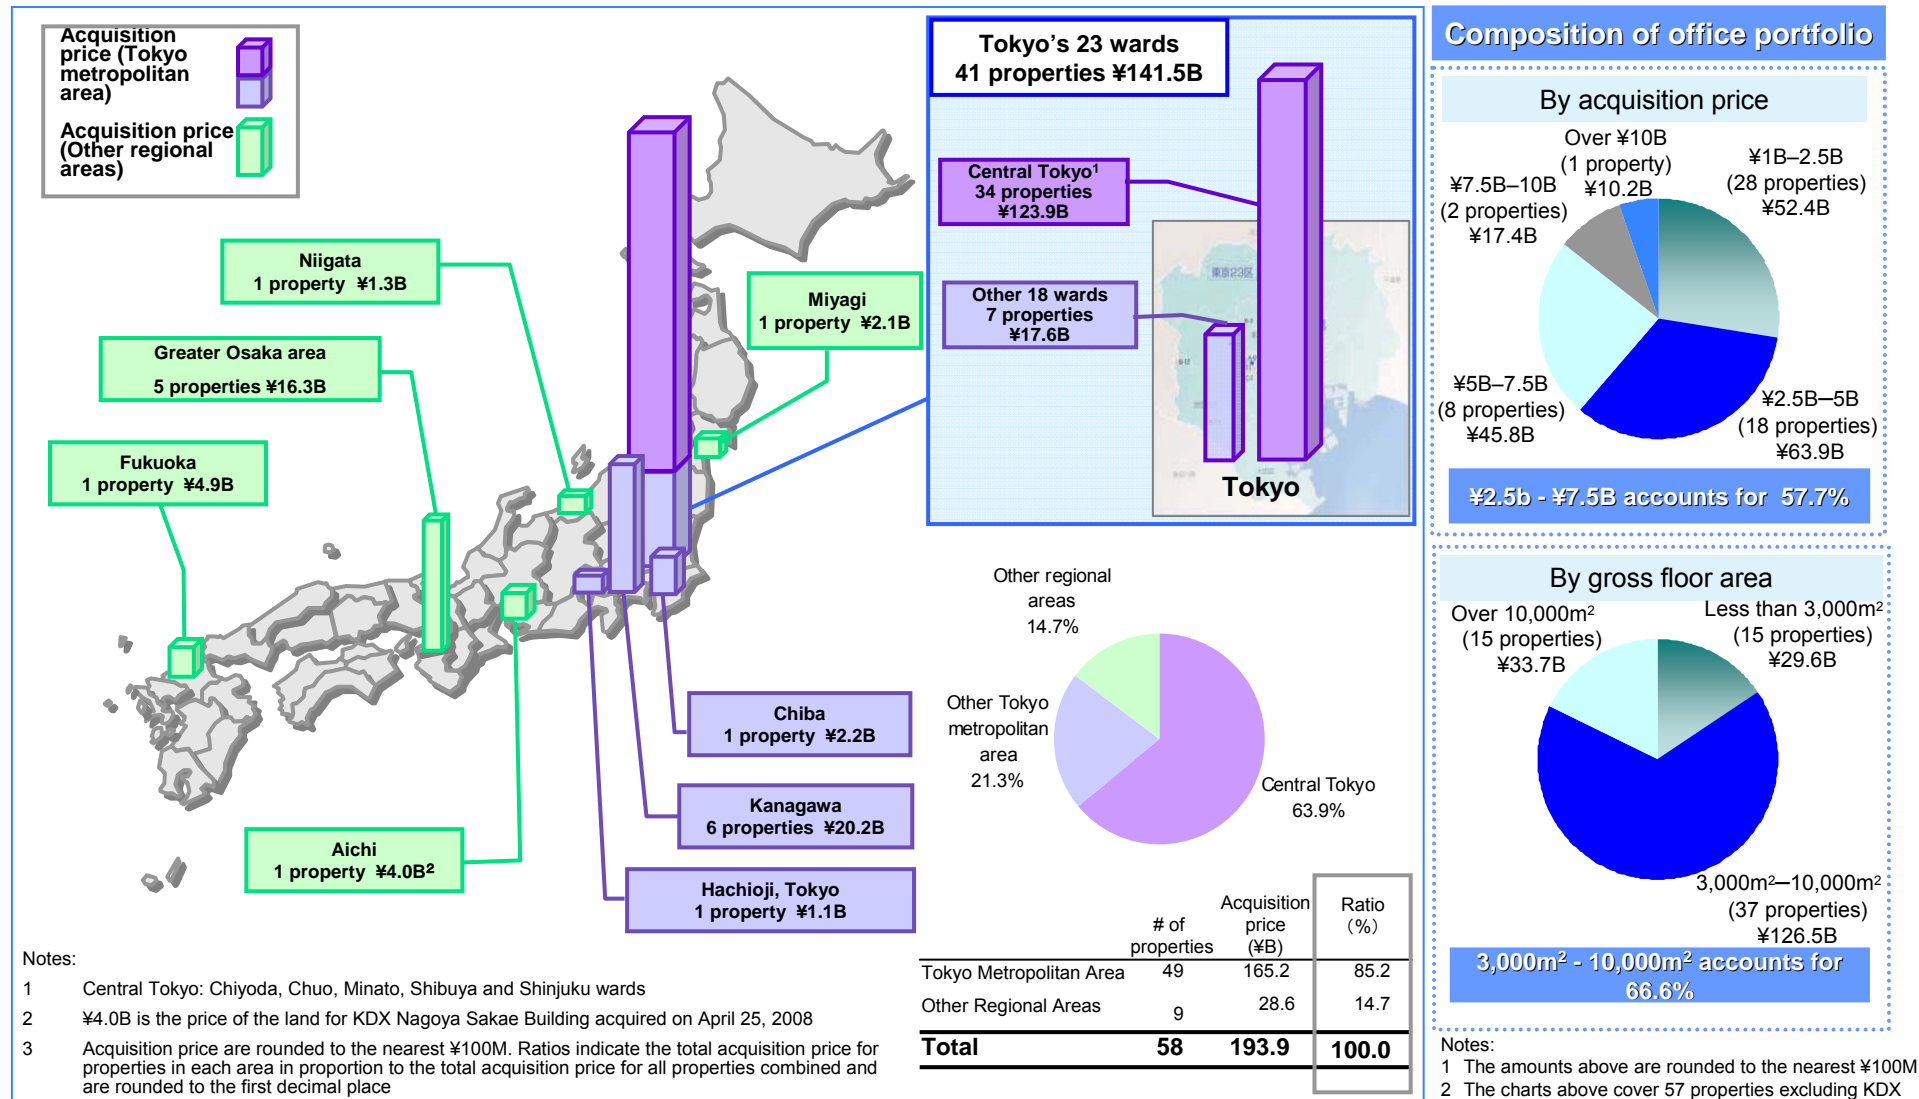 Acquisition
price (Tokyo
metropolitan
area)
Acquisition price
(Other regional
areas)
Niigata
1 property ¥1.3B
Greater Osaka area
5 properties ¥16.3B
Fukuoka
1 property ¥4.9B
Miyagi
1 property ¥2.1B
Aichi
1 property ¥4.0B²
Chiba
1 property ¥2.2B
Kanagawa
6 properties ¥20.2B
Hachioji, Tokyo
1 property ¥1.1B
Tokyo’s 23 wards
41 properties ¥141.5B
Central Tokyo¹
34 properties
¥123.9B
Other 18 wards
7 properties
¥17.6B
東京23区
Tokyo
Other regional
areas
14.7%
Other Tokyo
metropolitan
area
21.3%
Central Tokyo
63.9%
# of
properties
Acquisition
price
(¥B)
Ratio
(%)
Tokyo Metropolitan Area 49 165.2 85.2
Other Regional Areas 9 28.6 14.7
Total 58 193.9 100.0
Notes:
1 Central Tokyo: Chiyoda, Chuo, Minato, Shibuya and Shinjuku wards
2 ¥4.0B is the price of the land for KDX Nagoya Sakae Building acquired on April 25, 2008
3 Acquisition price are rounded to the nearest ¥100M. Ratios indicate the total acquisition price for
properties in each area in proportion to the total acquisition price for all properties combined and
are rounded to the first decimal place
Composition of office portfolio
By acquisition price
Over ¥10B
(1 property)
¥10.2B
¥1B–2.5B
(28 properties)
¥52.4B
¥7.5B–10B
(2 properties)
¥17.4B
¥5B–7.5B
(8 properties)
¥45.8B
¥2.5B–5B
(18 properties)
¥63.9B
¥2.5b - ¥7.5B accounts for 57.7%
By gross floor area
Over 10,000m²
(15 properties)
¥33.7B
Less than 3,000m²
(15 properties)
¥29.6B
3,000m²–10,000m²
(37 properties)
¥126.5B
3,000m² - 10,000m² accounts for
66.6%
Notes:
1 The amounts above are rounded to the nearest ¥100M
2 The charts above cover 57 properties excluding KDX